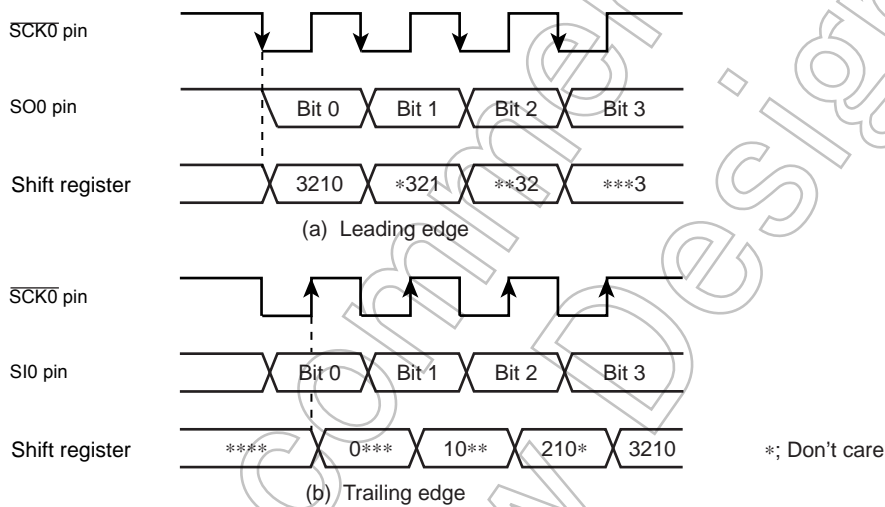 SCK0 pin
SO0 pin Bit 0 Bit 1 Bit 2 Bit 3
Shift register 3210 *321 **32 ***3
(a) Leading edge
SCK0 pin
SI0 pin Bit 0 Bit 1 Bit 2 Bit 3
Shift register **** 0*** 10** 210* 3210 *; Don't care
(b) Trailing edge